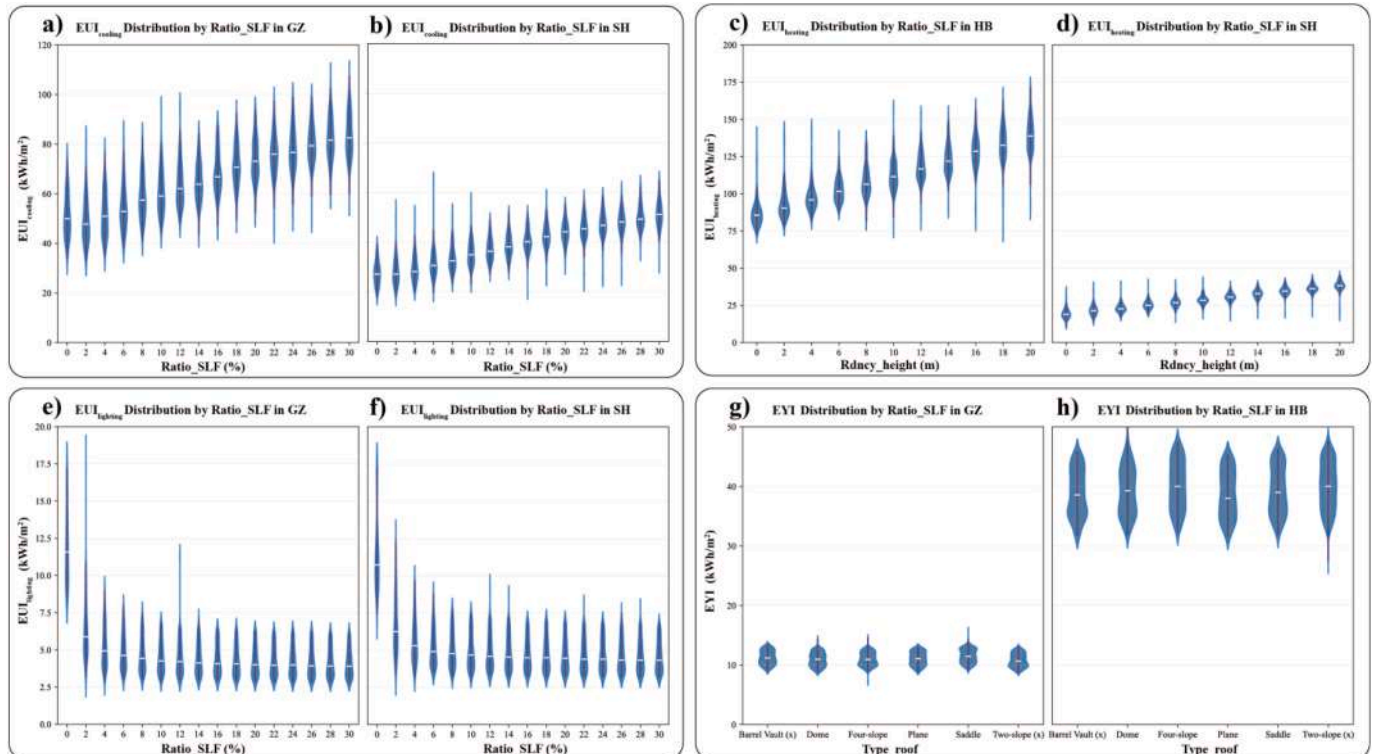 a) EUIcooling Distribution by Ratio_SLF in GZ
EUIcooling (kWh/m²)
120
100
80
60
40
20
0
0 2 4 6 8 10 12 14 16 18 20 22 24 26 28 30
Ratio_SLF (%)
b) EUIcooling Distribution by Ratio_SLF in SH
0 2 4 6 8 10 12 14 16 18 20 22 24 26 28 30
Ratio_SLF (%)
c) EUIheating Distribution by Ratio_SLF in HB
EUIheating (kWh/m²)
200
175
150
125
100
75
50
25
0
0 2 4 6 8 10 12 14 16 18 20
Rdncy_height (m)
d) EUIheating Distribution by Ratio_SLF in SH
0 2 4 6 8 10 12 14 16 18 20
Rdncy_height (m)
e) EUIlighting Distribution by Ratio_SLF in GZ
EUIlighting (kWh/m²)
20.0
17.5
15.0
12.5
10.0
7.5
5.0
2.5
0.0
0 2 4 6 8 10 12 14 16 18 20 22 24 26 28 30
Ratio_SLF (%)
f) EUIlighting Distribution by Ratio_SLF in SH
0 2 4 6 8 10 12 14 16 18 20 22 24 26 28 30
Ratio_SLF (%)
g) EYI Distribution by Ratio_SLF in GZ
EYI (kWh/m²)
50
40
30
20
10
0
Barrel Vault (x) Dome Four-slope Plane Saddle Two-slope (x)
Type_roof
h) EYI Distribution by Ratio_SLF in HB
Barrel Vault (x) Dome Four-slope Plane Saddle Two-slope (x)
Type_roof